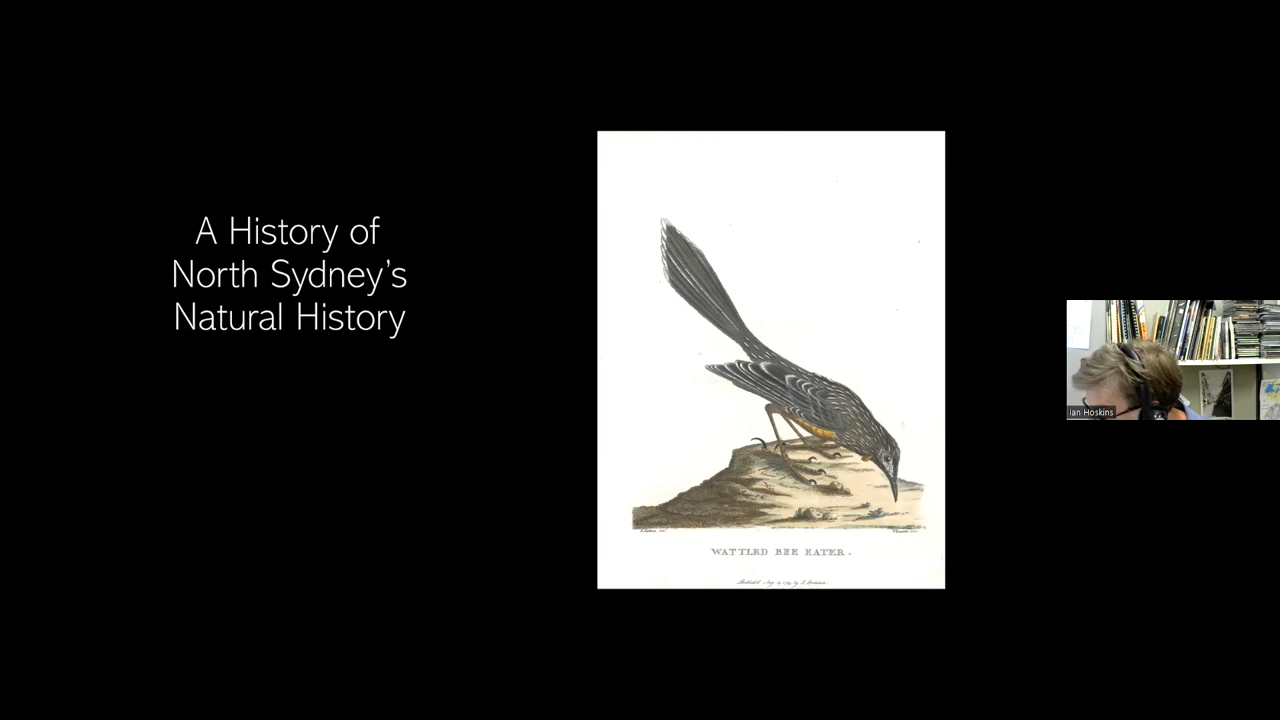 A History of
North Sydney's
Natural History
WATTLED BEE EATER.
Ian Hoskins